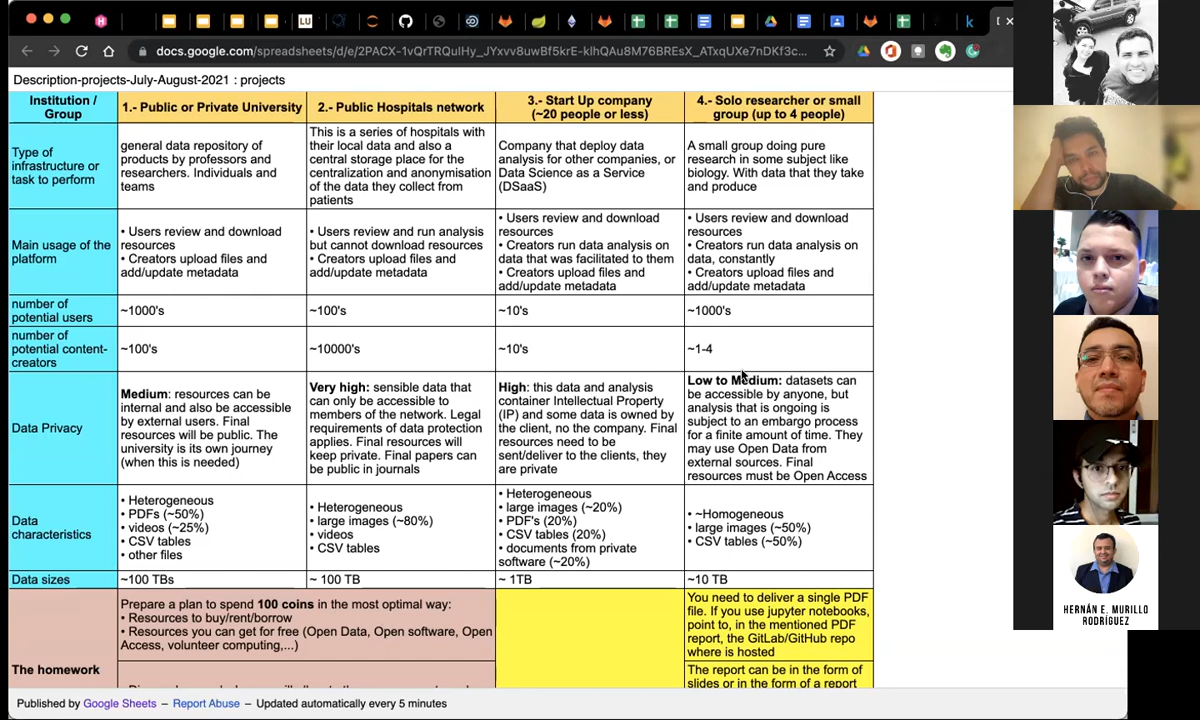 LU
k
docs.google.com/spreadsheets/d/e/2PACX-1vQrTRQulHy_JYxvv8uwBf5krE-klhQAu8M76BREsX_ATxqUXe7nDKf3c...
Description-projects-July-August-2021 : projects
Institution /
Group
1.- Public or Private University
2.- Public Hospitals network
3.- Start Up company
(~20 people or less)
4.- Solo researcher or small
group (up to 4 people)
Type of
infrastructure or
task to perform
general data repository of
products by professors and
researchers. Individuals and
teams
This is a series of hospitals with
their local data and also a
central storage place for the
centralization and anonymisation
of the data they collect from
patients
Company that deploy data
analysis for other companies, or
Data Science as a Service
(DSaaS)
A small group doing pure
research in some subject like
biology. With data that they take
and produce
Main usage of the
platform
• Users review and download
resources
• Creators upload files and
add/update metadata
• Users review and run analysis
but cannot download resources
• Creators upload files and
add/update metadata
• Users review and download
resources
• Creators run data analysis on
data that was facilitated to them
• Creators upload files and
add/update metadata
• Users review and download
resources
• Creators run data analysis on
data, constantly
• Creators upload files and
add/update metadata
number of
potential users
~1000's
~100's
~10's
~1000's
number of
potential content-
creators
~100's
~10000's
~10's
~1-4
Data Privacy
Medium: resources can be
internal and also be accessible
by external users. Final
resources will be public. The
university is its own journey
(when this is needed)
Very high: sensible data that
can only be accessible to
members of the network. Legal
requirements of data protection
applies. Final resources will
keep private. Final papers can
be public in journals
High: this data and analysis
container Intellectual Property
(IP) and some data is owned by
the client, no the company. Final
resources need to be
sent/deliver to the clients, they
are private
Low to Medium: datasets can
be accessible by anyone, but
analysis that is ongoing is
subject to an embargo process
for a finite amount of time. They
may use Open Data from
external sources. Final
resources must be Open Access
Data
characteristics
• Heterogeneous
• PDFs (~50%)
• videos (~25%)
• CSV tables
• other files
• Heterogeneous
• large images (~80%)
• videos
• CSV tables
• Heterogeneous
• large images (~20%)
• PDF's (20%)
• CSV tables (20%)
• documents from private
software (~20%)
• ~Homogeneous
• large images (~50%)
• CSV tables (~50%)
Data sizes
~100 TBs
~ 100 TB
~ 1TB
~10 TB
The homework
Prepare a plan to spend 100 coins in the most optimal way:
• Resources to buy/rent/borrow
• Resources you can get for free (Open Data, Open software, Open
Access, volunteer computing,...)
You need to deliver a single PDF
file. If you use jupyter notebooks,
point to, in the mentioned PDF
report, the GitLab/GitHub repo
where is hosted
The report can be in the form of
slides or in the form of a report
Published by Google Sheets – Report Abuse – Updated automatically every 5 minutes
HERNÁN E. MURILLO
RODRÍGUEZ